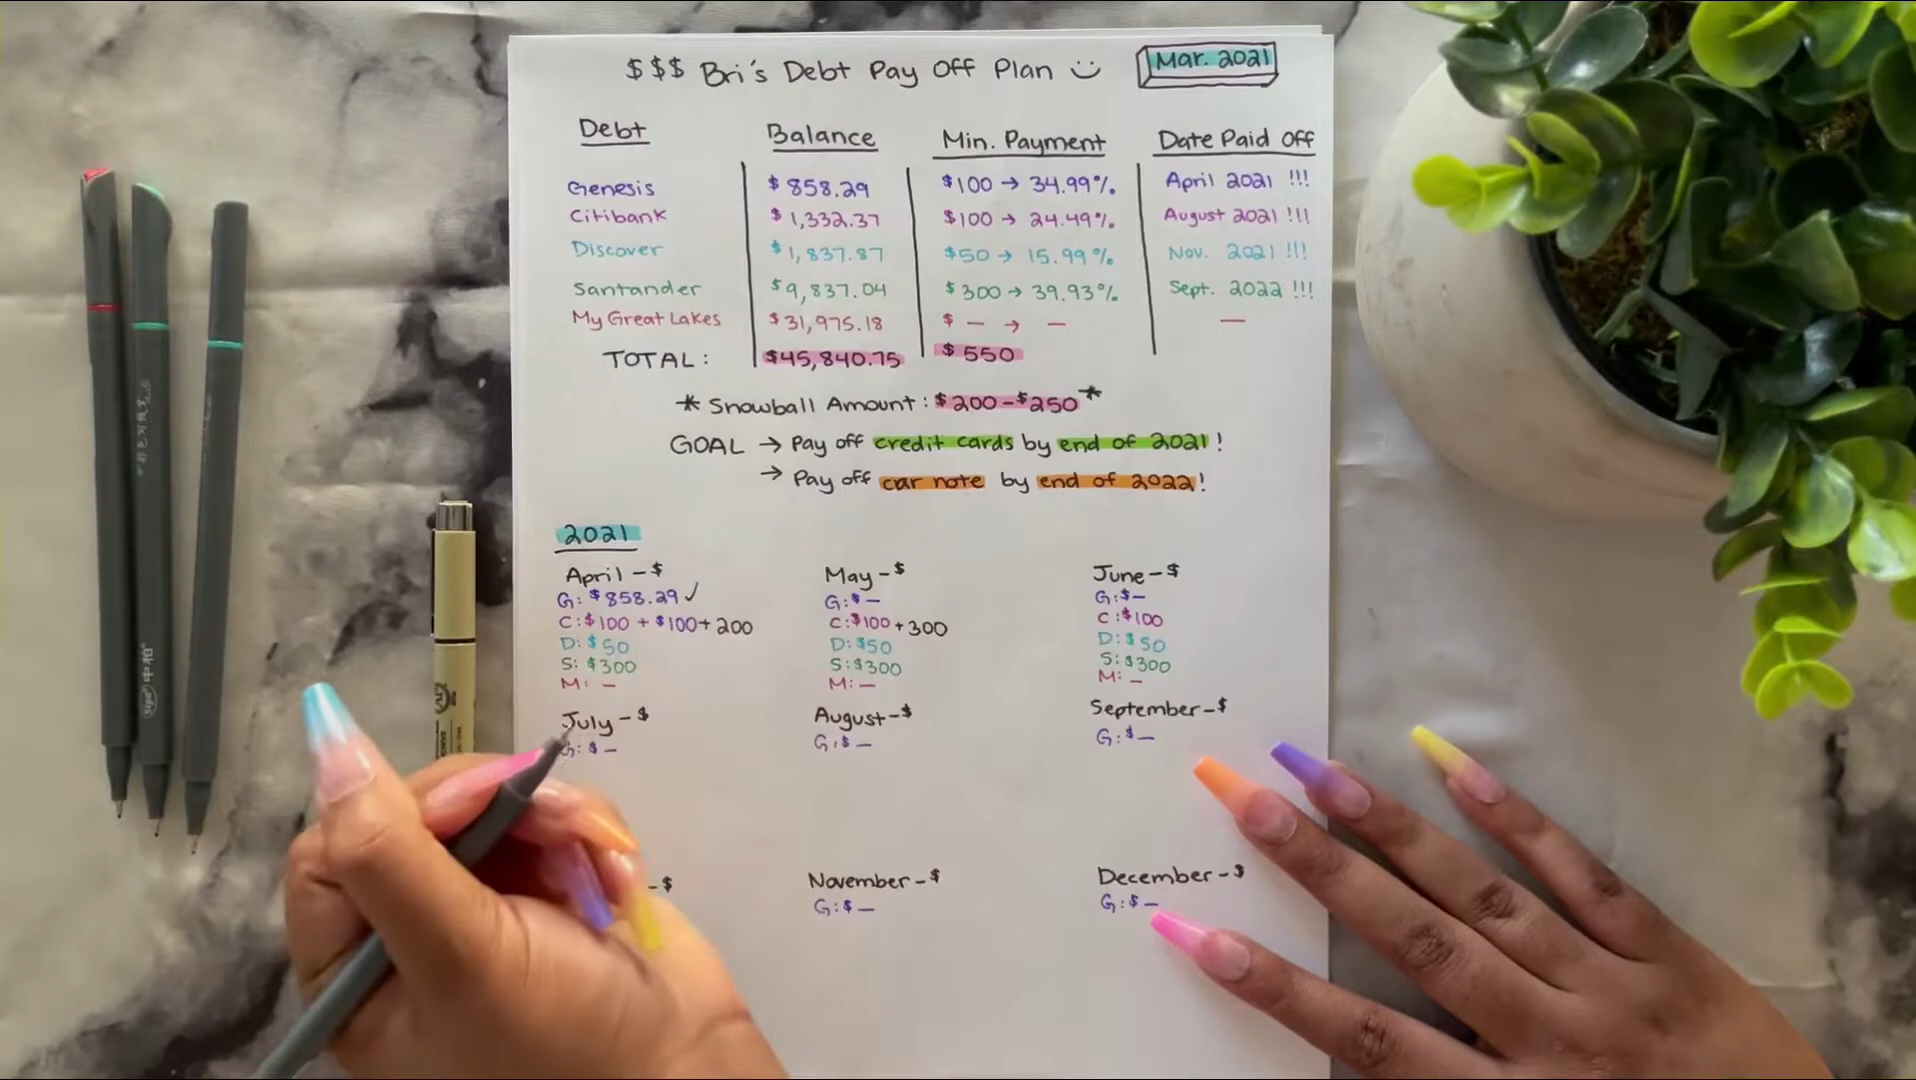 $$$ Bri's Debt Pay Off Plan
Mar. 2021
Debt Balance Min. Payment Date Paid Off
Genesis $858.29 $100 → 34.99% April 2021 !!!
Citibank $1,332.37 $100 → 24.49% August 2021 !!!
Discover $1,837.87 $50 → 15.99% Nov. 2021 !!!
Santander $9,837.04 $300 → 39.93% Sept. 2022 !!!
My Great Lakes $31,975.18 $ — → — —
TOTAL: $45,840.75 $550
* Snowball Amount: $200-$250 *
GOAL → Pay off credit cards by end of 2021!
→ Pay off car note by end of 2022!
2021
April - $
G: $858.29 ✓
C: $100 + $100 + 200
D: $50
S: $300
M: —
May - $
G: $ —
C: $100 + 300
D: $50
S: $300
M: —
June - $
G: $ —
C: $100
D: $50
S: $300
M: —
July - $
G: $ —
August - $
G: $ —
September - $
G: $ —
- $
November - $
G: $ —
December - $
G: $ —